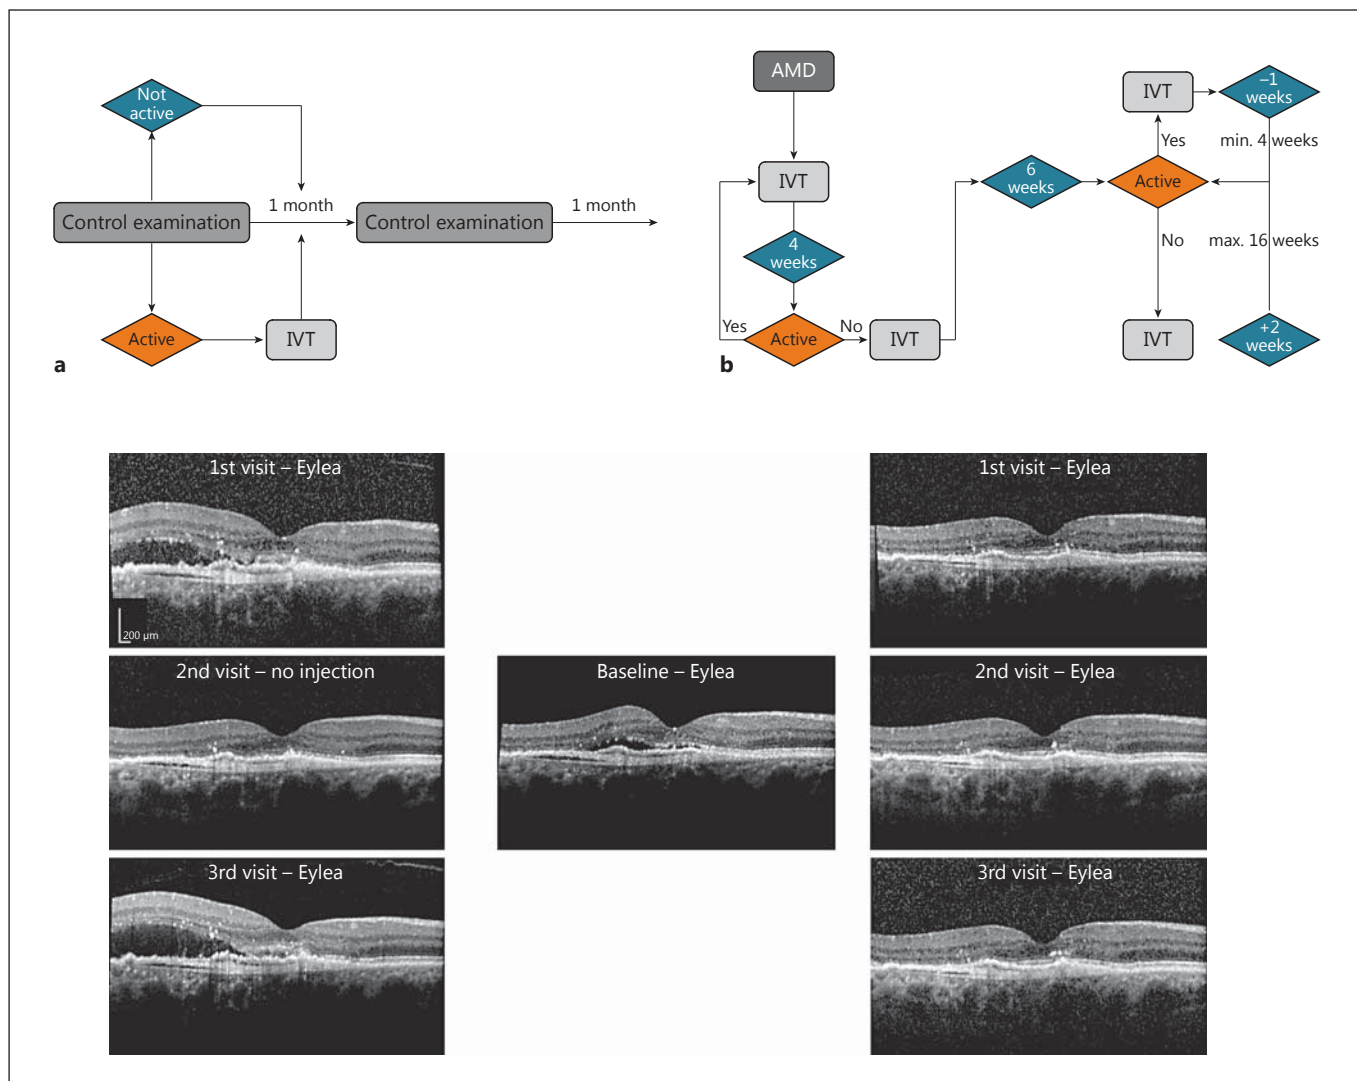 Not
active
Control examination
1 month
Control examination
1 month
Active
IVT
a
AMD
IVT
4
weeks
Yes
Active
No
IVT
6
weeks
IVT
–1
weeks
Yes
min. 4 weeks
Active
No
max. 16 weeks
IVT
+2
weeks
b
1st visit – Eylea
200 µm
2nd visit – no injection
3rd visit – Eylea
Baseline – Eylea
1st visit – Eylea
2nd visit – Eylea
3rd visit – Eylea